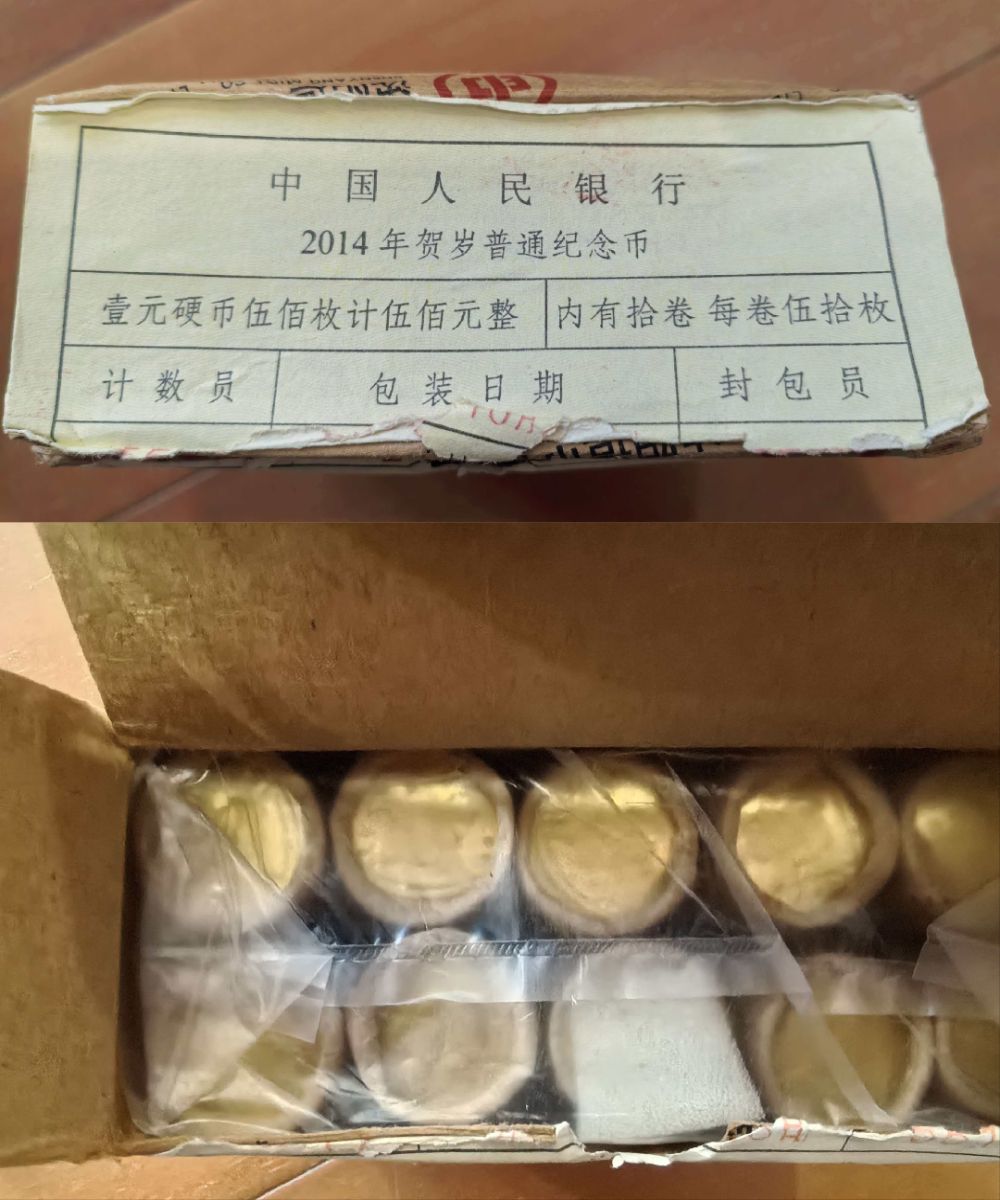 中国人民银行
2014年贺岁普通纪念币
壹元硬币伍佰枚计伍佰元整 内有拾卷 每卷伍拾枚
计数员 包装日期 封包员